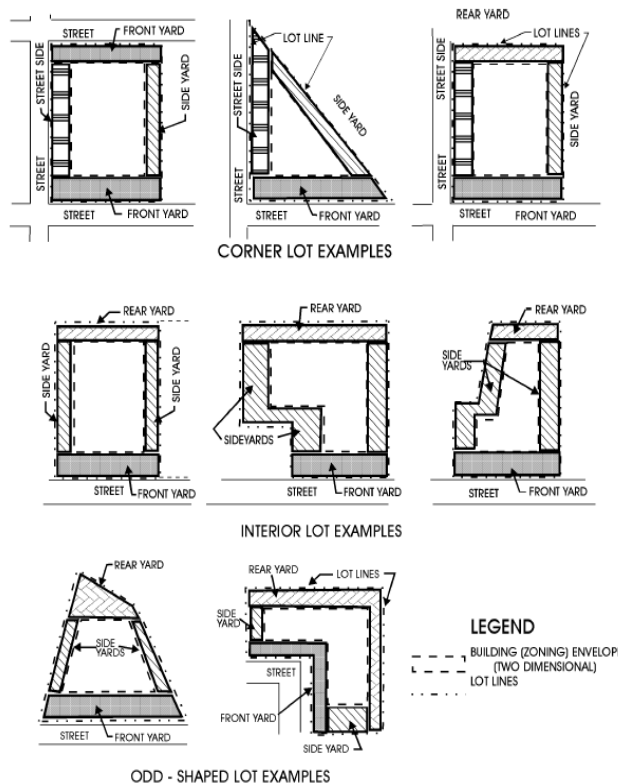 REAR YARD
STREET
FRONT YARD
LOT LINE
LOT LINES
STREET SIDE
STREET
SIDE YARD
STREET SIDE
SIDE YARD
STREET SIDE
STREET
SIDE YARD
STREET
FRONT YARD
STREET
FRONT YARD
STREET
FRONT YARD
CORNER LOT EXAMPLES
REAR YARD
REAR YARD
REAR YARD
SIDE YARD
SIDE YARD
SIDEYARDS
SIDE
YARDS
STREET
FRONT YARD
STREET
FRONT YARD
STREET
FRONT YARD
INTERIOR LOT EXAMPLES
REAR YARD
REAR YARD
LOT LINES
SIDE
YARDS
SIDE
YARD
STREET
FRONT YARD
SIDE YARD
STREET
FRONT YARD
LEGEND
BUILDING (ZONING) ENVELOP
(TWO DIMENSIONAL)
LOT LINES
ODD - SHAPED LOT EXAMPLES